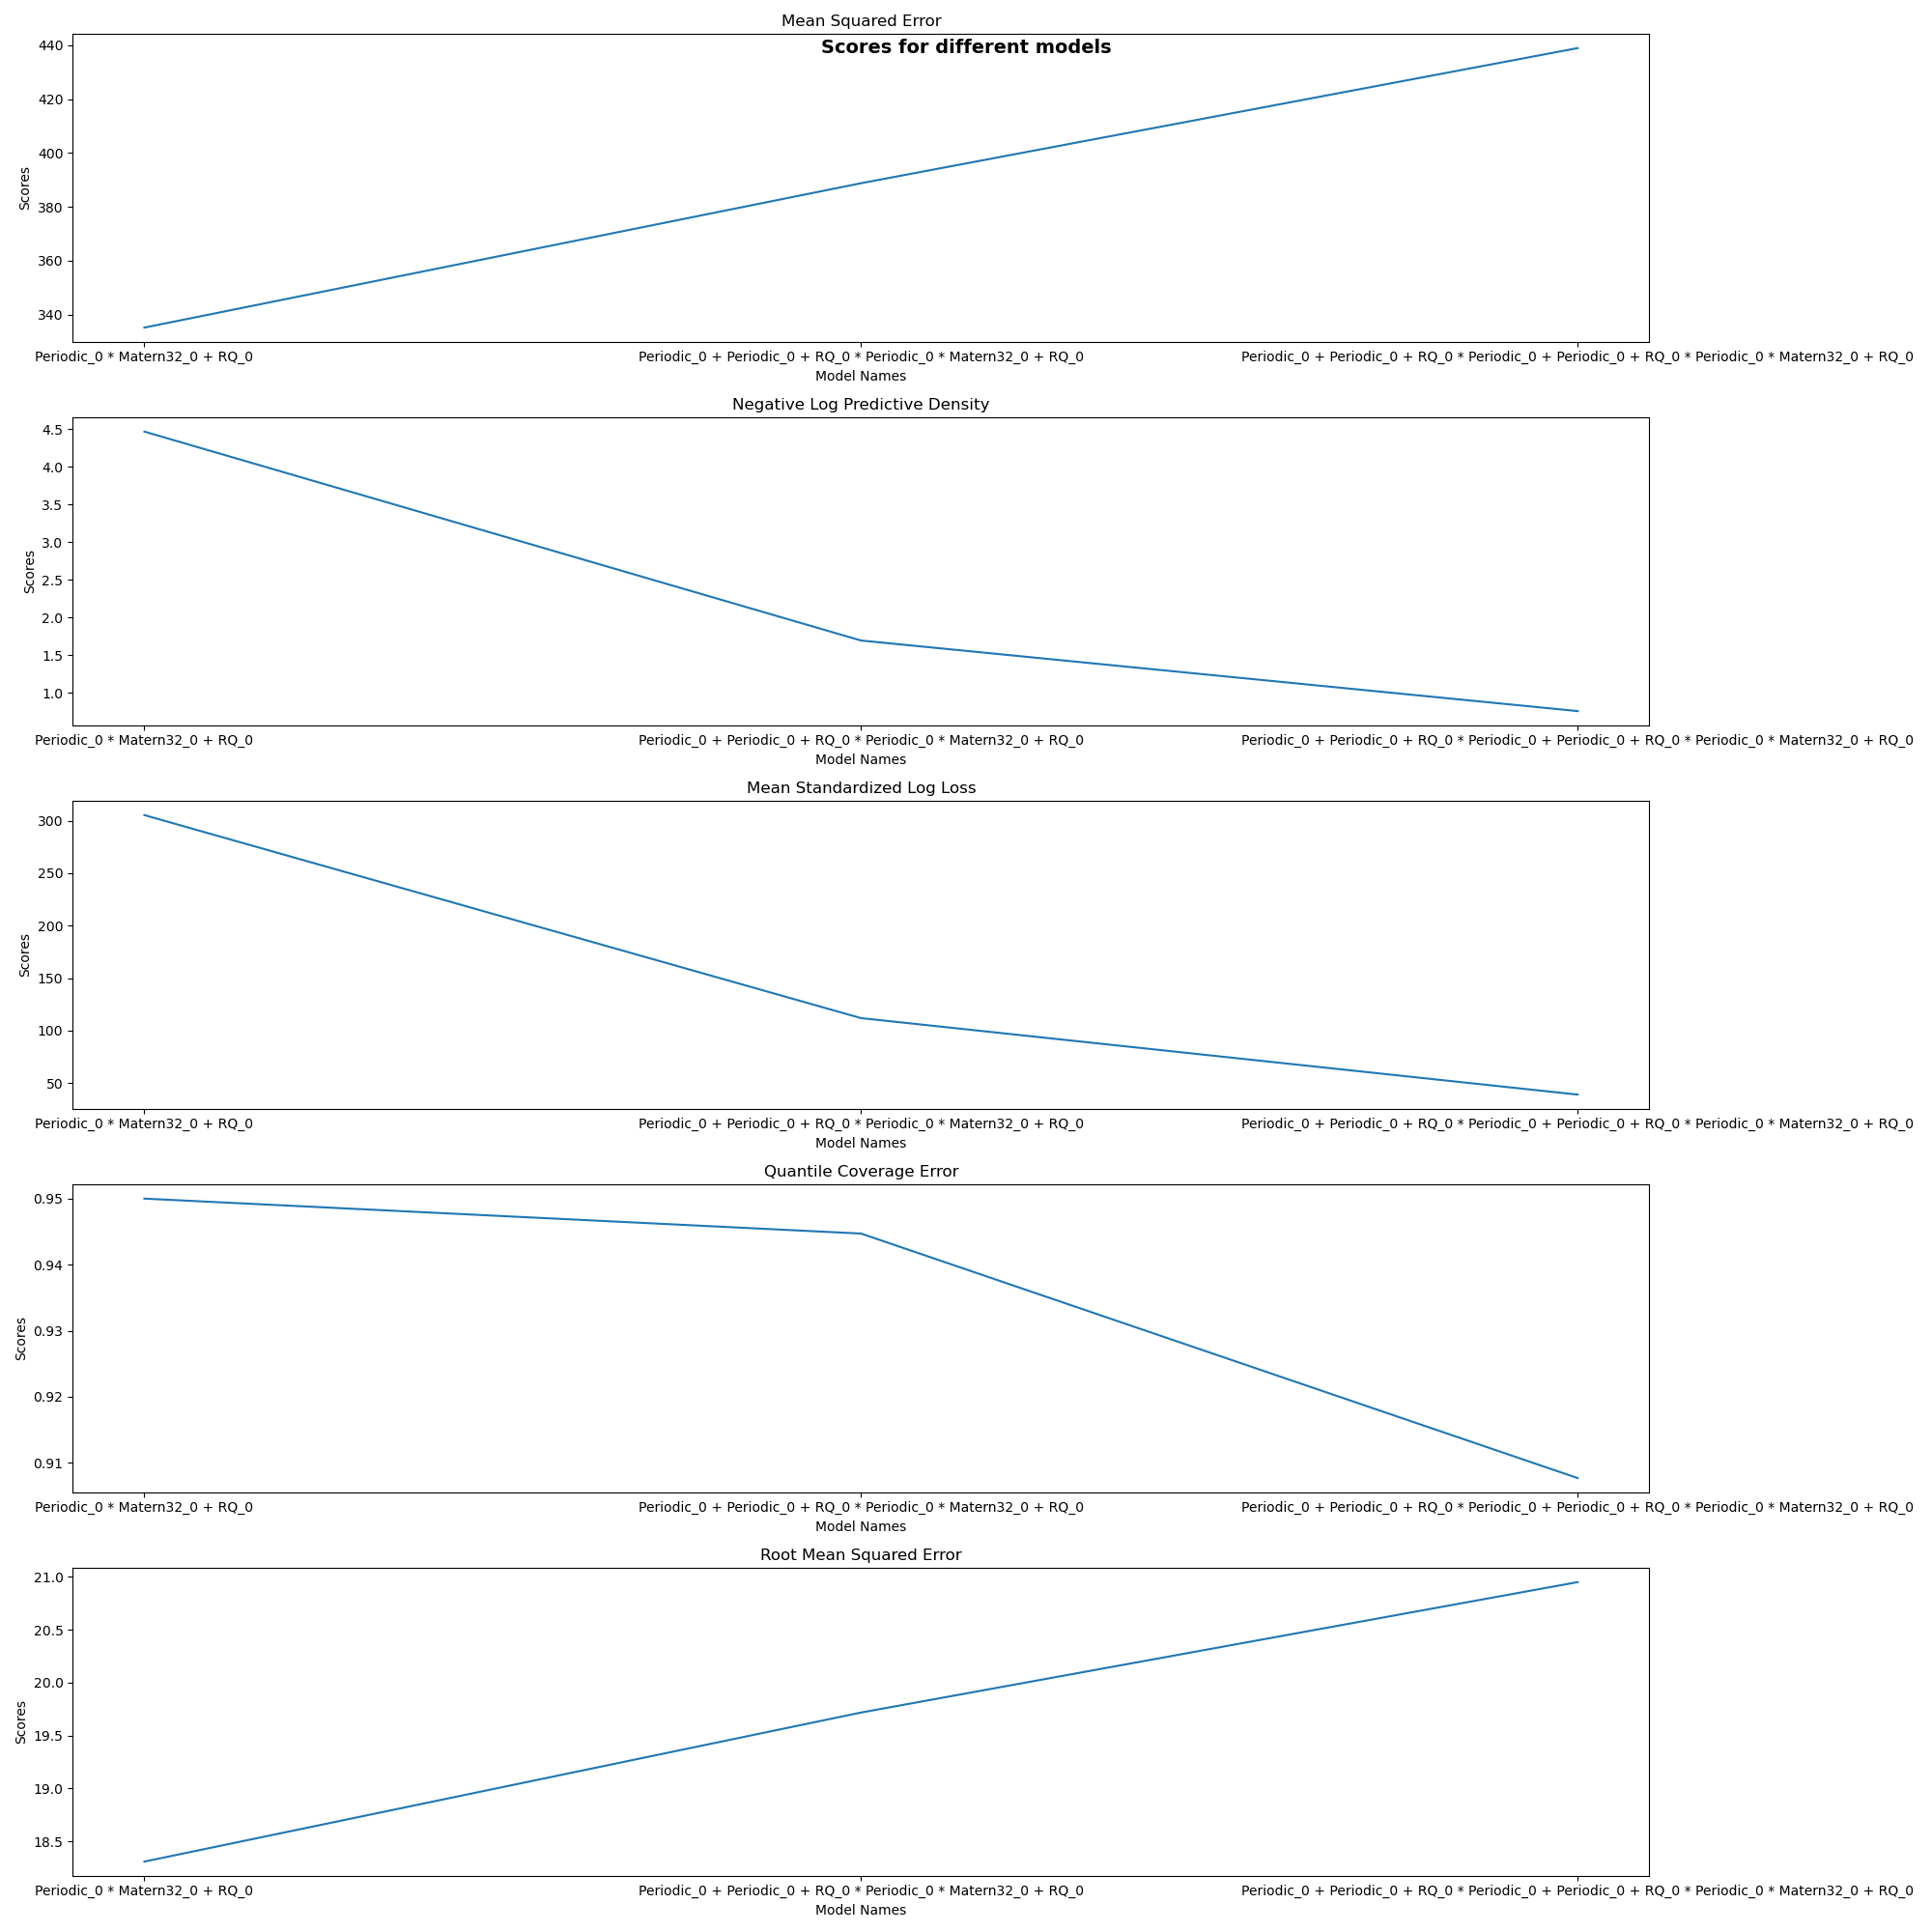 Mean Squared Error
Scores for different models
440
420
400
380
360
340
Scores
Periodic_0 * Matern32_0 + RQ_0 Periodic_0 + Periodic_0 + RQ_0 * Periodic_0 * Matern32_0 + RQ_0 Periodic_0 + Periodic_0 + RQ_0 * Periodic_0 + Periodic_0 + RQ_0 * Periodic_0 * Matern32_0 + RQ_0
Model Names
Negative Log Predictive Density
4.5
4.0
3.5
3.0
2.5
2.0
1.5
1.0
Scores
Periodic_0 * Matern32_0 + RQ_0 Periodic_0 + Periodic_0 + RQ_0 * Periodic_0 * Matern32_0 + RQ_0 Periodic_0 + Periodic_0 + RQ_0 * Periodic_0 + Periodic_0 + RQ_0 * Periodic_0 * Matern32_0 + RQ_0
Model Names
Mean Standardized Log Loss
300
250
200
150
100
50
Scores
Periodic_0 * Matern32_0 + RQ_0 Periodic_0 + Periodic_0 + RQ_0 * Periodic_0 * Matern32_0 + RQ_0 Periodic_0 + Periodic_0 + RQ_0 * Periodic_0 + Periodic_0 + RQ_0 * Periodic_0 * Matern32_0 + RQ_0
Model Names
Quantile Coverage Error
0.95
0.94
0.93
0.92
0.91
Scores
Periodic_0 * Matern32_0 + RQ_0 Periodic_0 + Periodic_0 + RQ_0 * Periodic_0 * Matern32_0 + RQ_0 Periodic_0 + Periodic_0 + RQ_0 * Periodic_0 + Periodic_0 + RQ_0 * Periodic_0 * Matern32_0 + RQ_0
Model Names
Root Mean Squared Error
21.0
20.5
20.0
19.5
19.0
18.5
Scores
Periodic_0 * Matern32_0 + RQ_0 Periodic_0 + Periodic_0 + RQ_0 * Periodic_0 * Matern32_0 + RQ_0 Periodic_0 + Periodic_0 + RQ_0 * Periodic_0 + Periodic_0 + RQ_0 * Periodic_0 * Matern32_0 + RQ_0
Model Names